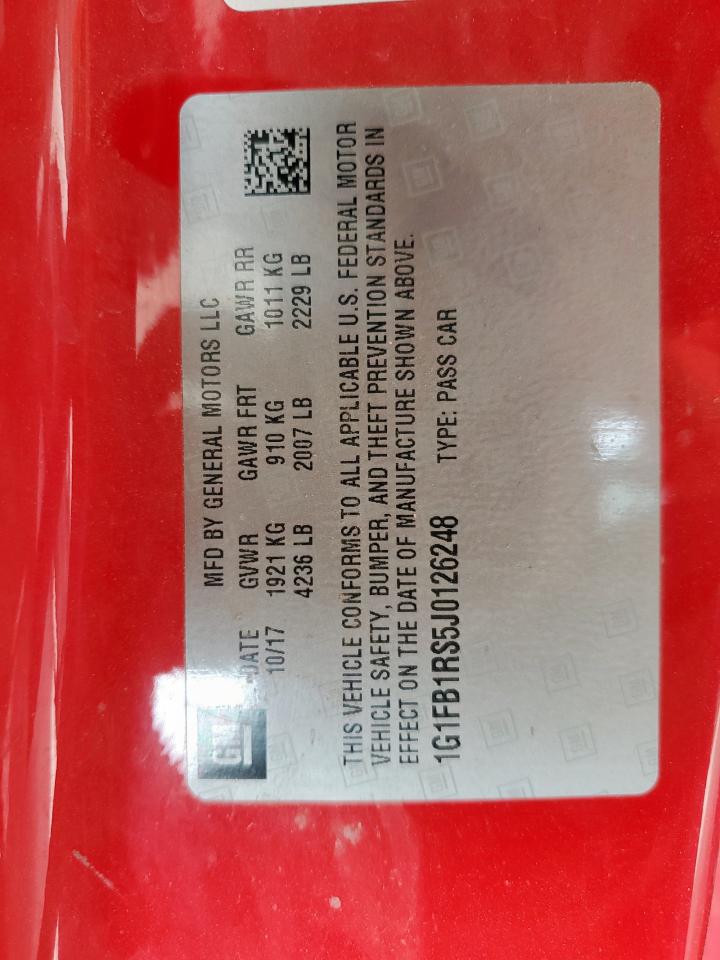 GM
MFD BY GENERAL MOTORS LLC
DATE GVWR GAWR FRT GAWR RR
10/17 1921 KG 910 KG 1011 KG
4236 LB 2007 LB 2229 LB
THIS VEHICLE CONFORMS TO ALL APPLICABLE U.S. FEDERAL MOTOR
VEHICLE SAFETY, BUMPER, AND THEFT PREVENTION STANDARDS IN
EFFECT ON THE DATE OF MANUFACTURE SHOWN ABOVE.
1G1FB1RS5J0126248 TYPE: PASS CAR